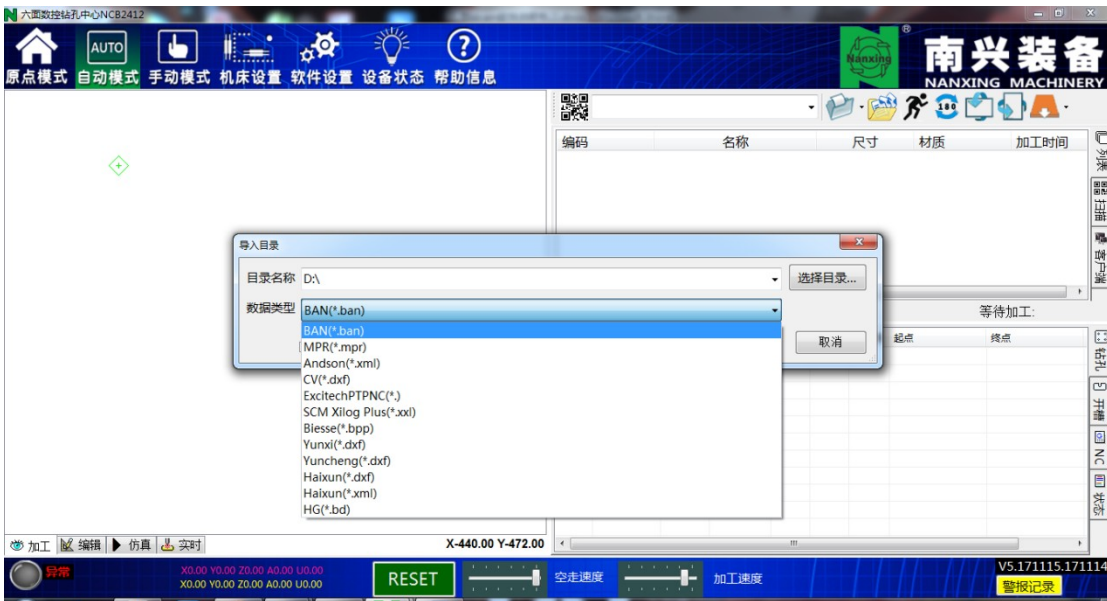 六面数控钻孔中心NCB2412
AUTO
原点模式 自动模式 手动模式 机床设置 软件设置 设备状态 帮助信息
Nanxing
®
南兴装备
NANXING MACHINERY
180
编码 名称 尺寸 材质 加工时间
列表
扫描
客户端
导入目录
目录名称 D:\ 选择目录...
数据类型 BAN(*.ban)
BAN(*.ban)
MPR(*.mpr)
Andson(*.xml)
CV(*.dxf)
ExcitechPTPNC(*.)
SCM Xilog Plus(*.xxl)
Biesse(*.bpp)
Yunxi(*.dxf)
Yuncheng(*.dxf)
Haixun(*.dxf)
Haixun(*.xml)
HG(*.bd)
取消
等待加工:
起点 终点
钻孔
开槽
NC
状态
加工 编辑 仿真 实时
X-440.00 Y-472.00
异常
X0.00 Y0.00 Z0.00 A0.00 U0.00
X0.00 Y0.00 Z0.00 A0.00 U0.00
RESET
空走速度
加工速度
V5.171115.171114
警报记录